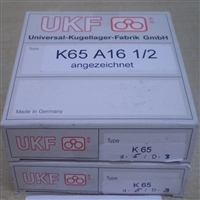 UKF
Universal-Kugellager-Fabrik GmbH
Type
K65 A16 1/2
angezeichnet
Made in Germany
UKF
Type
K 65
UKF
Type
K 65